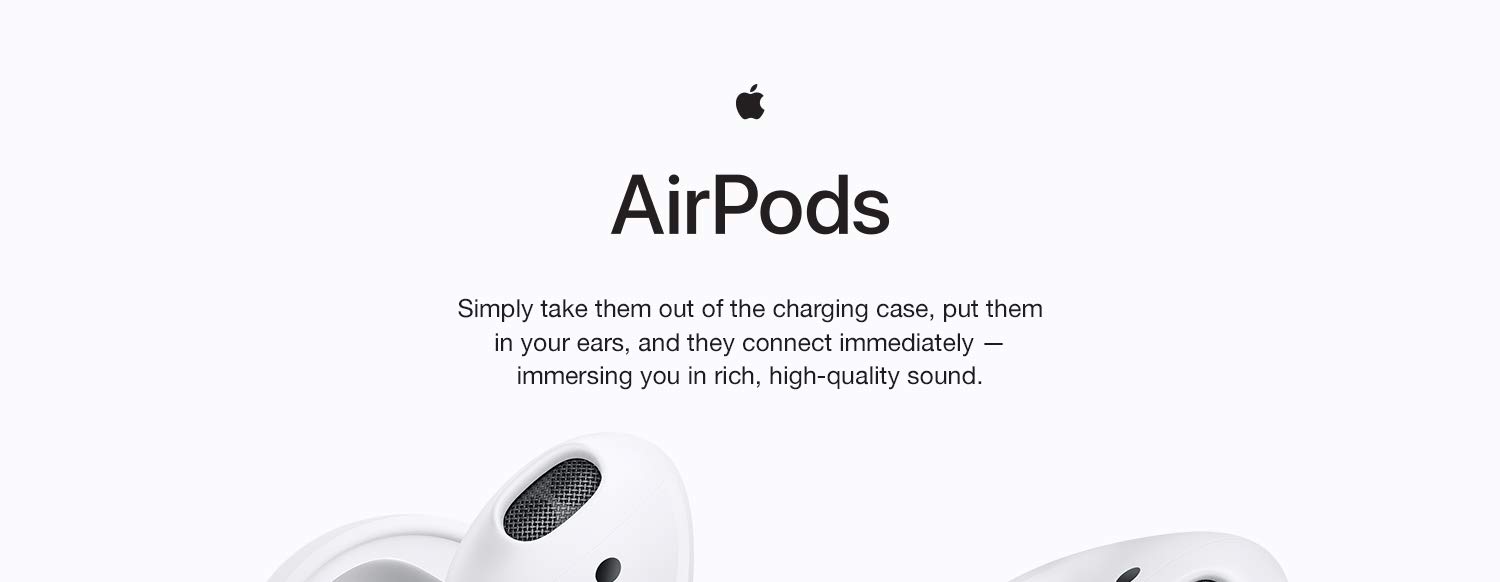 AirPods
Simply take them out of the charging case, put them
in your ears, and they connect immediately —
immersing you in rich, high-quality sound.